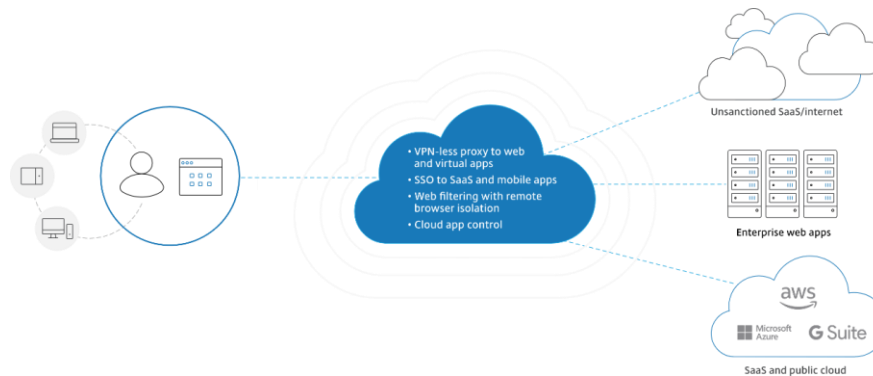 Unsanctioned SaaS/internet
• VPN-less proxy to web
and virtual apps
• SSO to SaaS and mobile apps
• Web filtering with remote
browser isolation
• Cloud app control
Enterprise web apps
aws
Microsoft
Azure
G Suite
SaaS and public cloud